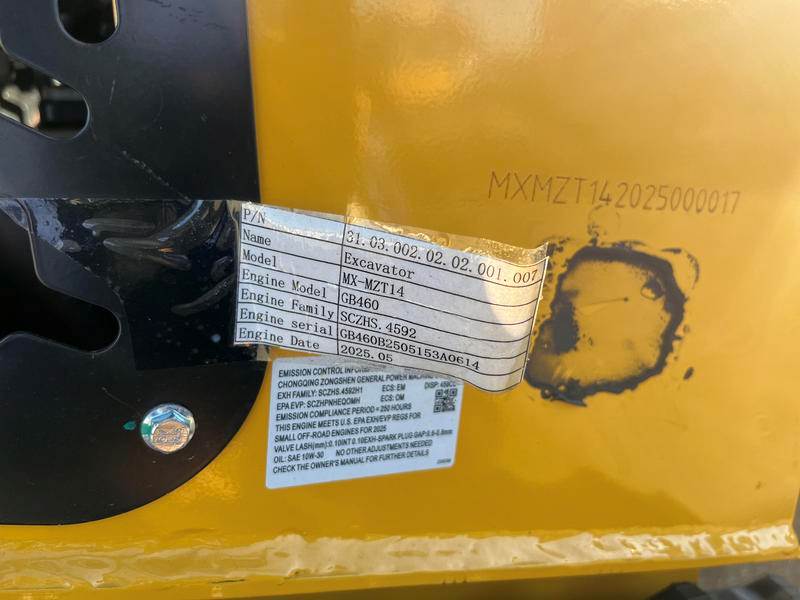 MXMZT142025000017
P/N 31.03.002.02.02.001.007
Name Excavator
Model MX-MZT14
Engine Model GB460
Engine Family SCZHS.4592
Engine serial GB460B2505153A0614
Engine Date 2025.05
EMISSION CONTROL
CHONGQING ZONGSHEN GENERAL POWER
EXH FAMILY: SCZHS.4592H1 ECS: EM DISP: 459CC
EPA EVP: SCZHPNHEQOMH ECS: OM
EMISSION COMPLIANCE PERIOD = 250 HOURS
THIS ENGINE MEETS U.S. EPA EXH/EVP REGS FOR
SMALL OFF-ROAD ENGINES FOR 2025
VALVE LASH(mm): 0.10INT 0.10EXH-SPARK PLUG GAP:0.6-0.8mm
OIL: SAE 10W-30 NO OTHER ADJUSTMENTS NEEDED
CHECK THE OWNER'S MANUAL FOR FURTHER DETAILS